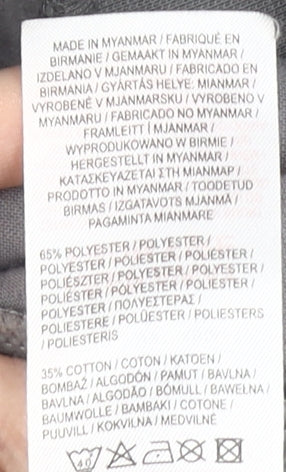 MADE IN MYANMAR / FABRIQUÉ EN
BIRMANIE / GEMAAKT IN MYANMAR /
IZDELANO V MJANMARU / FABRICADO EN
BIRMANIA / GYÁRTÁS HELYE: MIANMAR /
VYROBENÉ V MJANMARSKU / VYROBENO V
MYANMARU / FABRICADO NO MYANMAR /
FRAMLEITT Í MJANMAR /
WYPRODUKOWANO W BIRMIE /
HERGESTELLT IN MYANMAR /
ΚΑΤΑΣΚΕΥΑΖΕΤΑΙ ΣΤΗ ΜΙΑΝΜΑΡ /
PRODOTTO IN MYANMAR / TOODETUD
BIRMAS / IZGATAVOTS MJANMĀ /
PAGAMINTA MIANMARE
65% POLYESTER / POLYESTER /
POLYESTER / POLIESTER / POLIÉSTER /
POLIÉSZTER / POLYESTER / POLYESTER /
POLIÉSTER / PÓLÝESTER / POLIESTER /
POLYESTER / ΠΟΛΥΕΣΤΕΡΑΣ /
POLIESTERE / POLÜESTER / POLIESTERS
/ POLIESTERIS
35% COTTON / COTON / KATOEN /
BOMBAŽ / ALGODÓN / PAMUT / BAVLNA /
BAVLNA / ALGODÃO / BÓMULL / BAWEŁNA /
BAUMWOLLE / ΒΑΜΒΑΚΙ / COTONE /
PUUVILL / KOKVILNA / MEDVILNĖ
40